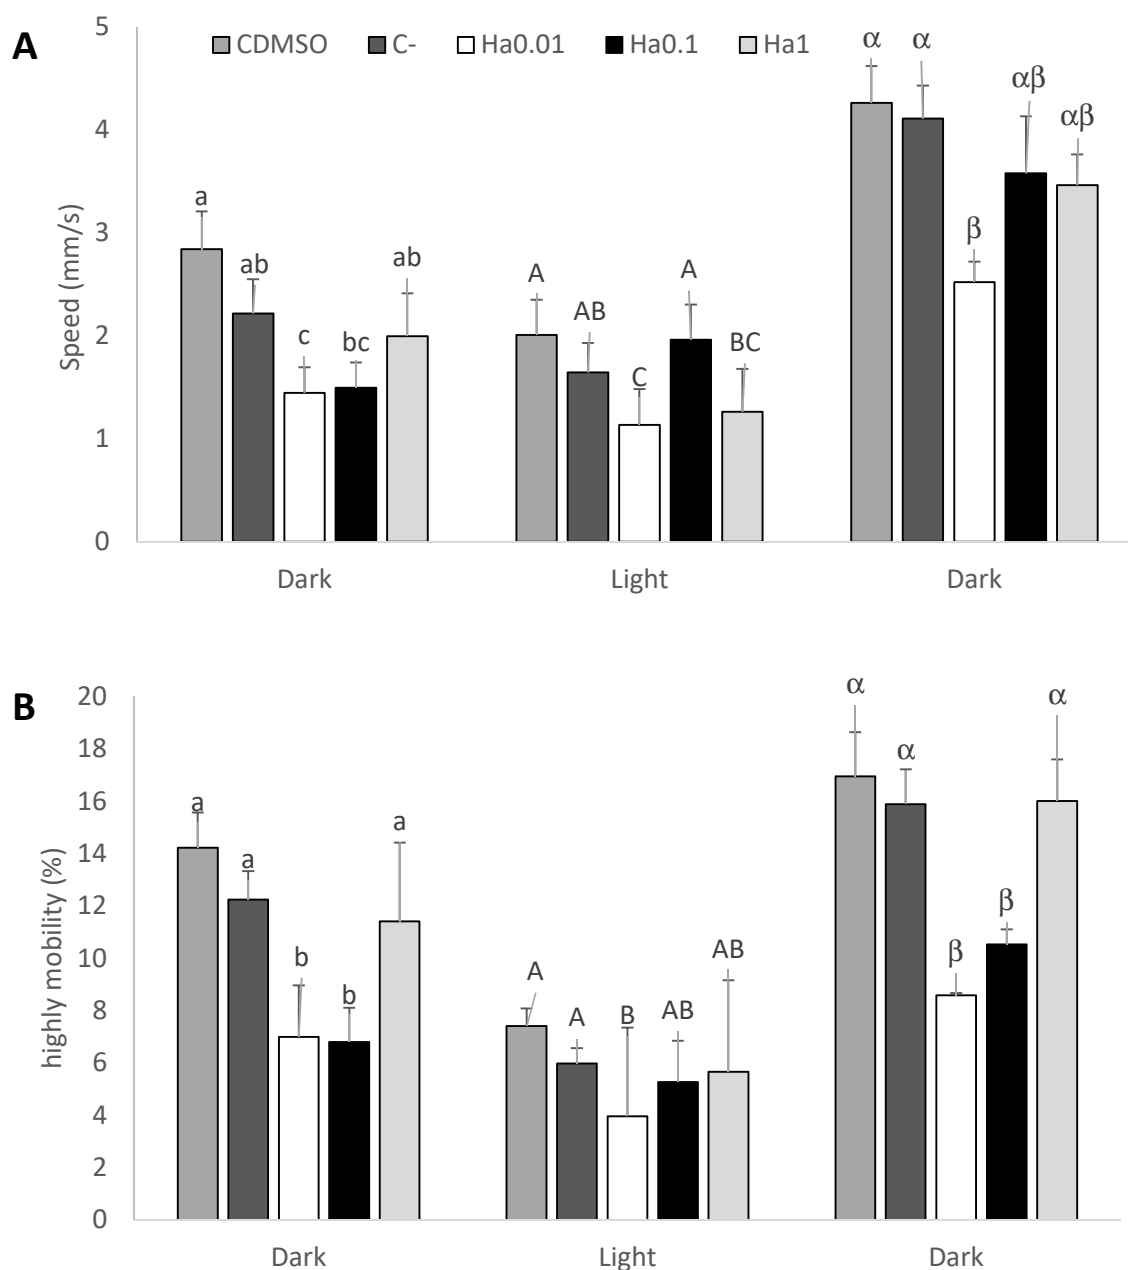 A
CDMSO C- Ha0.01 Ha0.1 Ha1
Speed (mm/s)
5
4
3
2
1
0
a ab c bc ab
A AB C A BC
α α β αβ αβ
Dark Light Dark
B
highly mobility (%)
20
18
16
14
12
10
8
6
4
2
0
a a b b a
A A B AB AB
α α β β α
Dark Light Dark